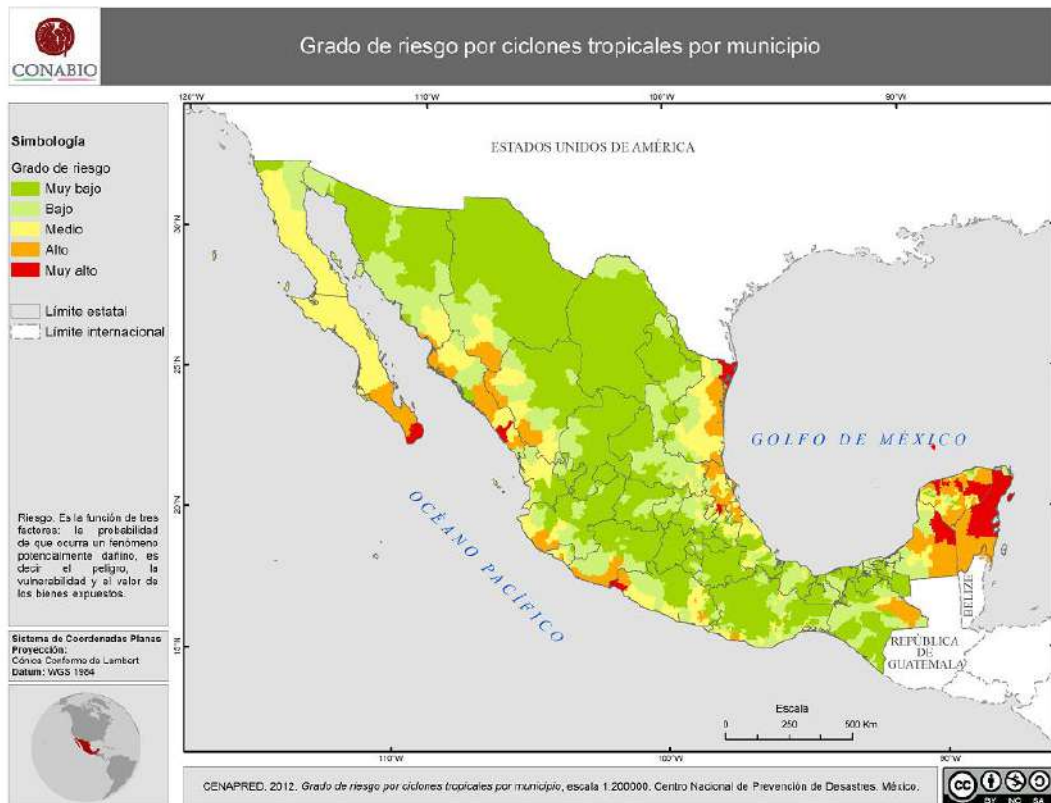 CONABIO
Grado de riesgo por ciclones tropicales por municipio
120°W
110°W
100°W
90°W
Simbología
Grado de riesgo
Muy bajo
Bajo
Medio
Alto
Muy alto
Límite estatal
Límite internacional
ESTADOS UNIDOS DE AMÉRICA
30°N
25°N
20°N
15°N
GOLFO DE MÉXICO
OCÉANO PACÍFICO
BELIZE
REPÚBLICA
DE
GUATEMALA
Riesgo. Es la función de tres
factores: la probabilidad
de que ocurra un fenómeno
potencialmente dañino, es
decir el peligro, la
vulnerabilidad y el valor de
los bienes expuestos.
Sistema de Coordenadas Planas
Proyección:
Cónica Conforme de Lambert
Datum: WGS 1984
Escala
0 250 500 Km
110°W
100°W
90°W
CENAPRED, 2012. Grado de riesgo por ciclones tropicales por municipio, escala 1:200000. Centro Nacional de Prevención de Desastres. México.
cc
BY NC SA